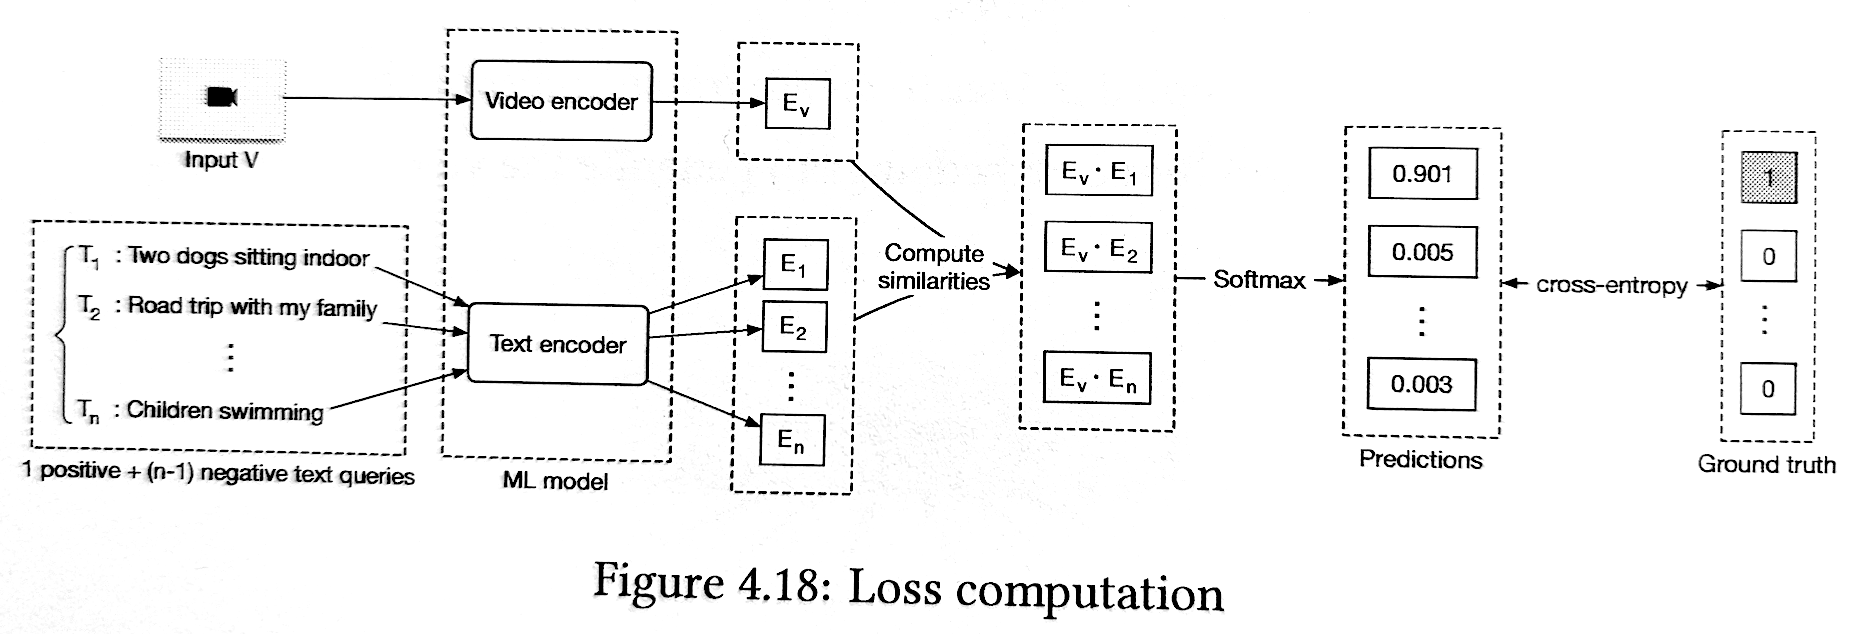 Input V
Video encoder
E_v
T_1 : Two dogs sitting indoor
T_2 : Road trip with my family
⋮
T_n : Children swimming
1 positive + (n-1) negative text queries
Text encoder
ML model
E_1
E_2
⋮
E_n
Compute
similarities
E_v · E_1
E_v · E_2
⋮
E_v · E_n
Softmax
0.901
0.005
⋮
0.003
Predictions
cross-entropy
1
0
⋮
0
Ground truth
Figure 4.18: Loss computation